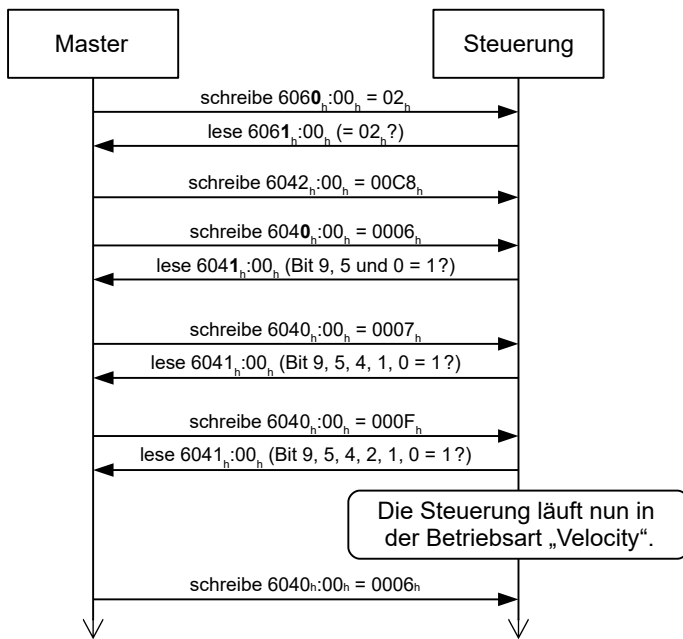 Master
Steuerung
schreibe 6060ₕ:00ₕ = 02ₕ
lese 6061ₕ:00ₕ (= 02ₕ?)
schreibe 6042ₕ:00ₕ = 00C8ₕ
schreibe 6040ₕ:00ₕ = 0006ₕ
lese 6041ₕ:00ₕ (Bit 9, 5 und 0 = 1?)
schreibe 6040ₕ:00ₕ = 0007ₕ
lese 6041ₕ:00ₕ (Bit 9, 5, 4, 1, 0 = 1?)
schreibe 6040ₕ:00ₕ = 000Fₕ
lese 6041ₕ:00ₕ (Bit 9, 5, 4, 2, 1, 0 = 1?)
Die Steuerung läuft nun in
der Betriebsart „Velocity“.
schreibe 6040ₕ:00ₕ = 0006ₕ